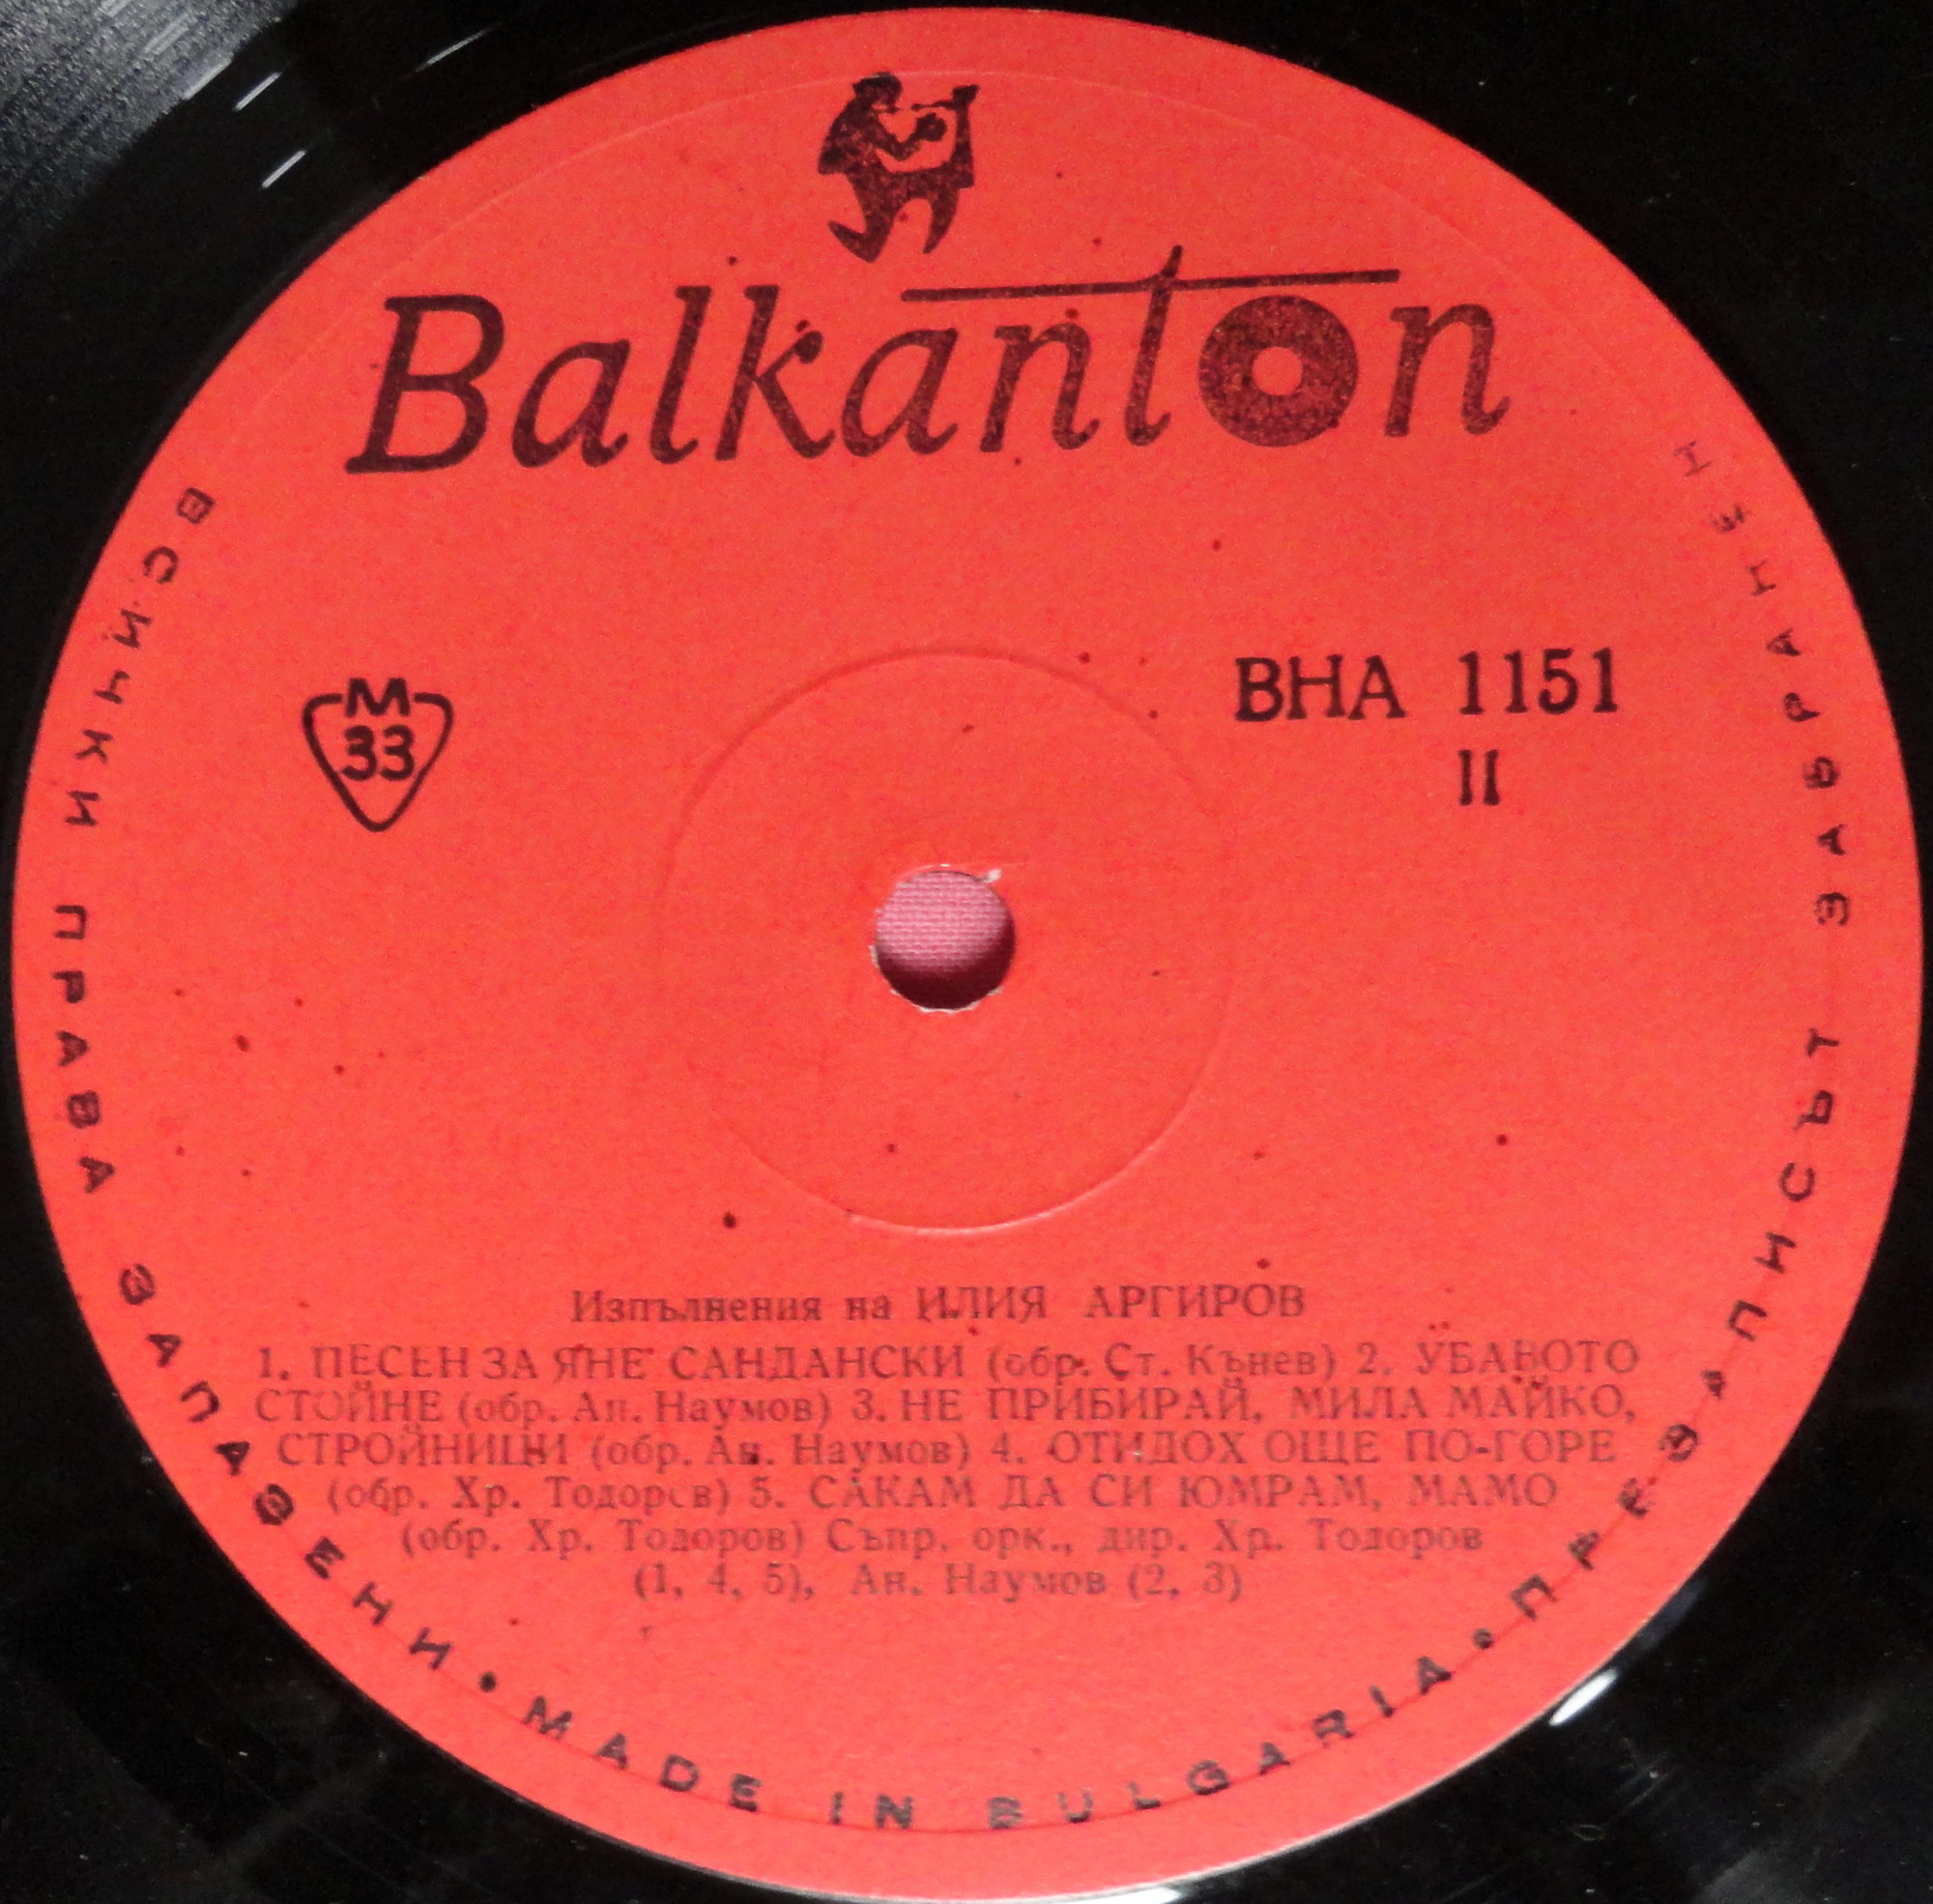 Balkanton
М
33
ВНА 1151
II
Изпълнения на ИЛИЯ АРГИРОВ
1. ПЕСЕН ЗА ЯНЕ САНДАНСКИ (обр. Ст. Кънев) 2. УБАВОТО
СТОЙНЕ (обр. Ан. Наумов) 3. НЕ ПРИБИРАЙ, МИЛА МАЙКО,
СТРОЙНИЦИ (обр. Ан. Наумов) 4. ОТИДОХ ОЩЕ ПО-ГОРЕ
(обр. Хр. Тодоров) 5. САКАМ ДА СИ ЮМРАМ, МАМО
(обр. Хр. Тодоров) Съпр. орк., дир. Хр. Тодоров
(1, 4, 5), Ан. Наумов (2, 3)
ВСИЧКИ ПРАВА ЗАПАЗЕНИ • MADE IN BULGARIA • ПРЕЗАПИСЪТ ЗАБРАНЕН